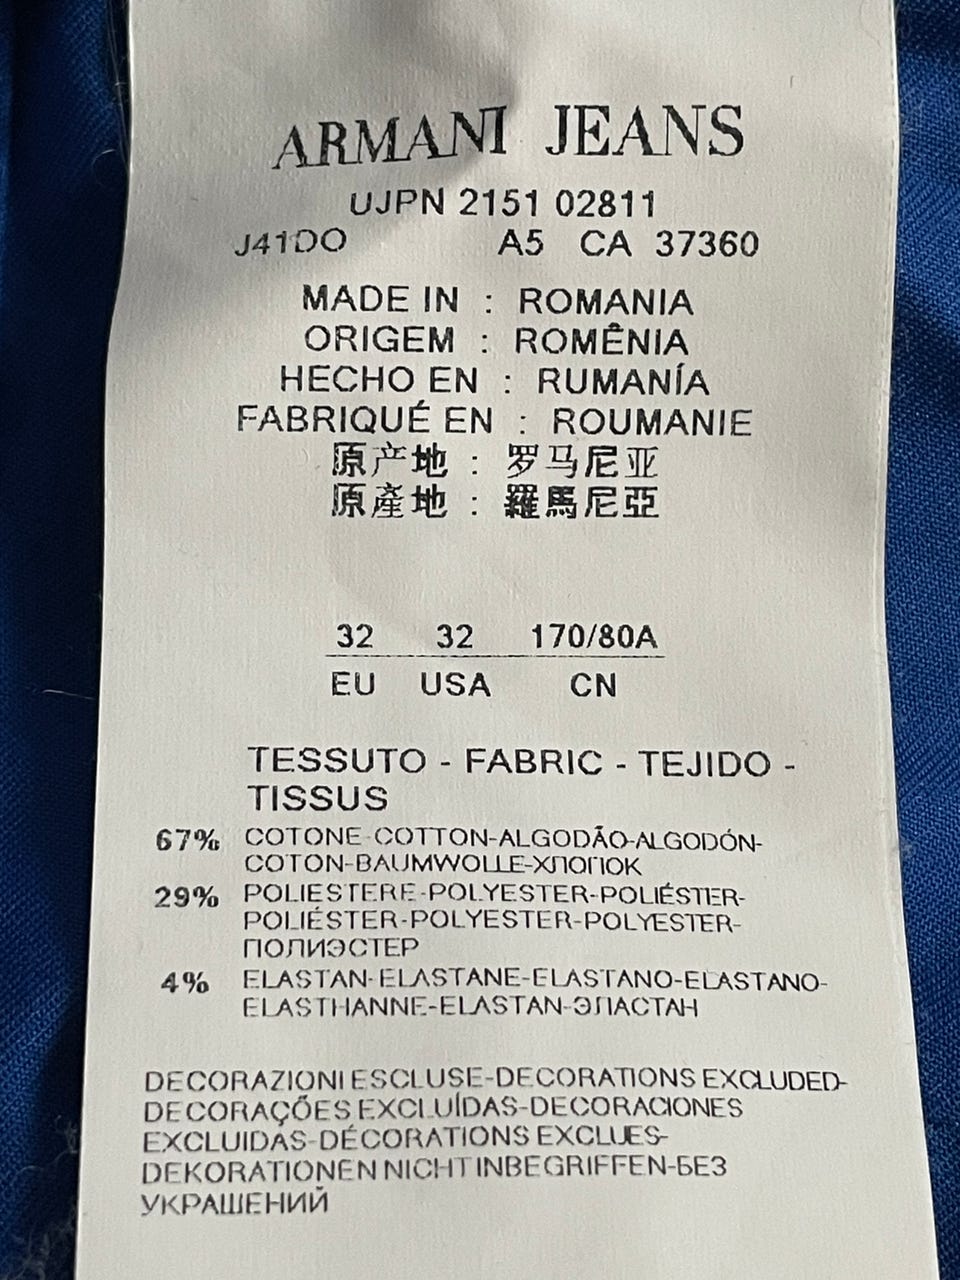 ARMANI JEANS
UJPN 2151 02811
J41DO A5 CA 37360
MADE IN : ROMANIA
ORIGEM : ROMÊNIA
HECHO EN : RUMANÍA
FABRIQUÉ EN : ROUMANIE
原产地 : 罗马尼亚
原產地 : 羅馬尼亞
32 32 170/80A
EU USA CN
TESSUTO - FABRIC - TEJIDO -
TISSUS
67% COTONE-COTTON-ALGODÃO-ALGODÓN-
COTON-BAUMWOLLE-ХЛОПОК
29% POLIESTERE-POLYESTER-POLIÉSTER-
POLIÉSTER-POLYESTER-POLYESTER-
ПОЛИЭСТЕР
4% ELASTAN-ELASTANE-ELASTANO-ELASTANO-
ELASTHANNE-ELASTAN-ЭЛАСТАН
DECORAZIONI ESCLUSE-DECORATIONS EXCLUDED-
DECORAÇÕES EXCLUÍDAS-DECORACIONES
EXCLUIDAS-DÉCORATIONS EXCLUES-
DEKORATIONEN NICHT INBEGRIFFEN-БЕЗ
УКРАШЕНИЙ